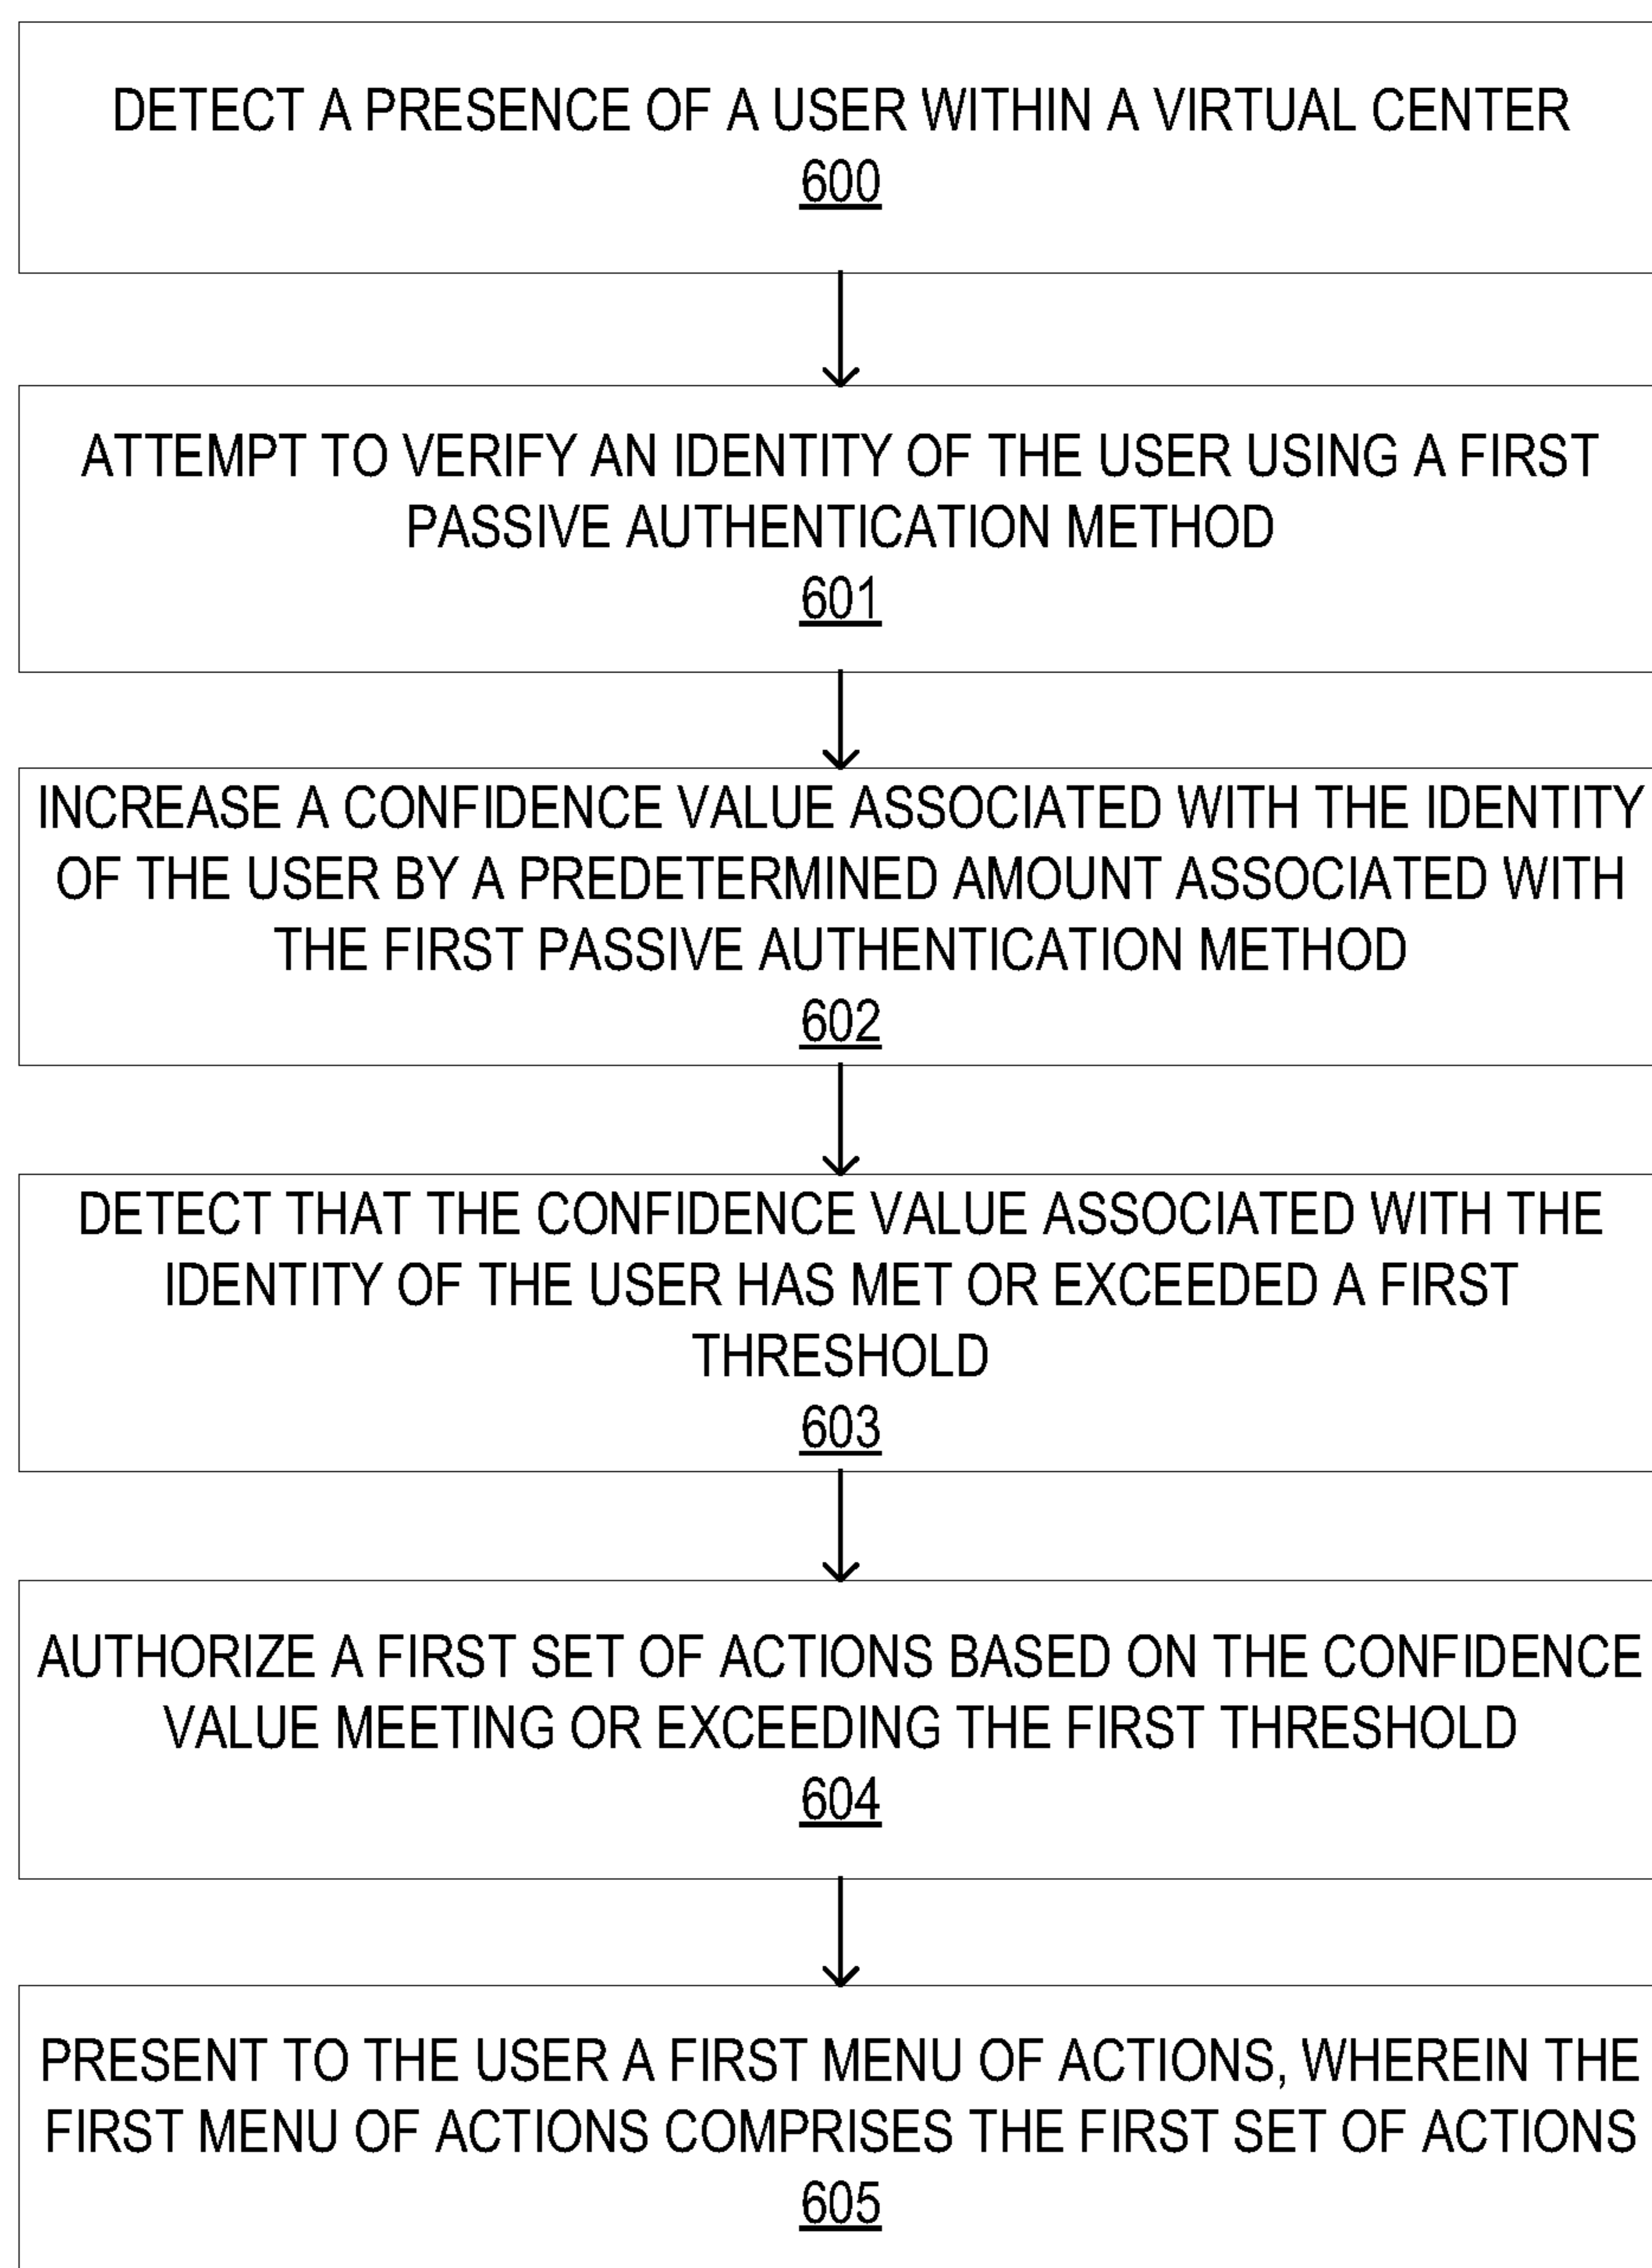 DETECT A PRESENCE OF A USER WITHIN A VIRTUAL CENTER
600
ATTEMPT TO VERIFY AN IDENTITY OF THE USER USING A FIRST
PASSIVE AUTHENTICATION METHOD
601
INCREASE A CONFIDENCE VALUE ASSOCIATED WITH THE IDENTITY
OF THE USER BY A PREDETERMINED AMOUNT ASSOCIATED WITH
THE FIRST PASSIVE AUTHENTICATION METHOD
602
DETECT THAT THE CONFIDENCE VALUE ASSOCIATED WITH THE
IDENTITY OF THE USER HAS MET OR EXCEEDED A FIRST
THRESHOLD
603
AUTHORIZE A FIRST SET OF ACTIONS BASED ON THE CONFIDENCE
VALUE MEETING OR EXCEEDING THE FIRST THRESHOLD
604
PRESENT TO THE USER A FIRST MENU OF ACTIONS, WHEREIN THE
FIRST MENU OF ACTIONS COMPRISES THE FIRST SET OF ACTIONS
605